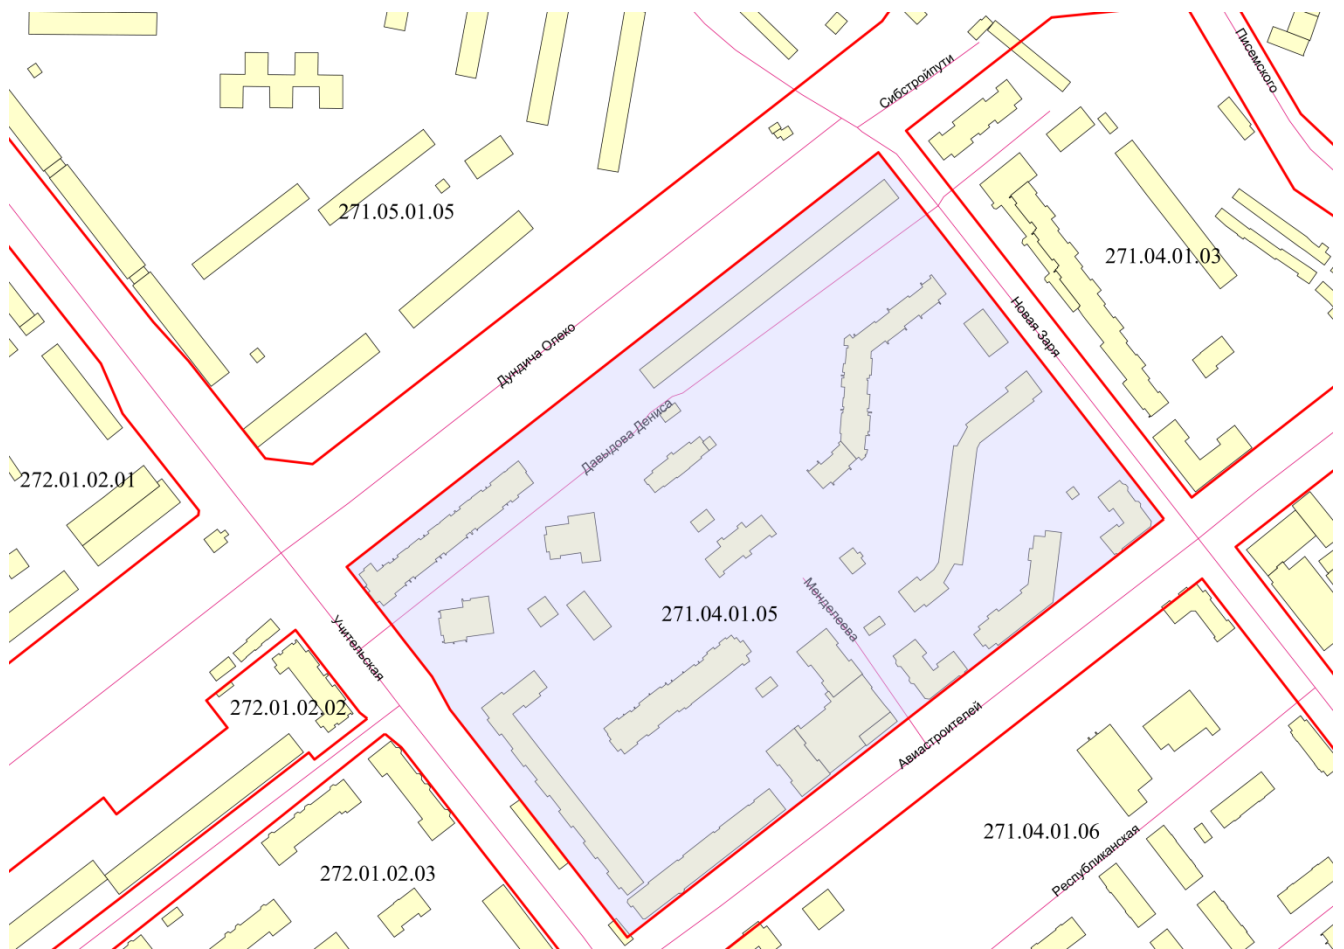 Писемского
Сибстройпути
271.05.01.05
271.04.01.03
Новая Заря
Дундича Олеко
Давыдова Дениса
272.01.02.01
Менделеева
271.04.01.05
Учительская
272.01.02.02
Авиастроителей
271.04.01.06
Республиканская
272.01.02.03